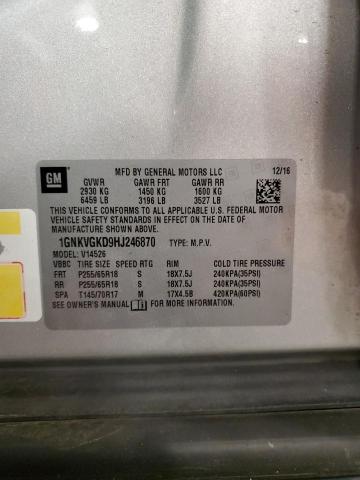 GM
MFD BY GENERAL MOTORS LLC 12/16
GVWR GAWR FRT GAWR RR
2930 KG 1450 KG 1600 KG
6459 LB 3196 LB 3527 LB
THIS VEHICLE CONFORMS TO ALL APPLICABLE U.S. FEDERAL MOTOR
VEHICLE SAFETY STANDARDS IN EFFECT ON THE DATE OF
MANUFACTURE SHOWN ABOVE.
1GNKVGKD9HJ246870 TYPE: M.P.V.
MODEL: V14526
VBBC TIRE SIZE SPEED RTG RIM COLD TIRE PRESSURE
FRT P255/65R18 S 18X7.5J 240KPA(35PSI)
RR P255/65R18 S 18X7.5J 240KPA(35PSI)
SPA T145/70R17 M 17X4.5B 420KPA(60PSI)
SEE OWNER'S MANUAL FOR MORE INFORMATION.